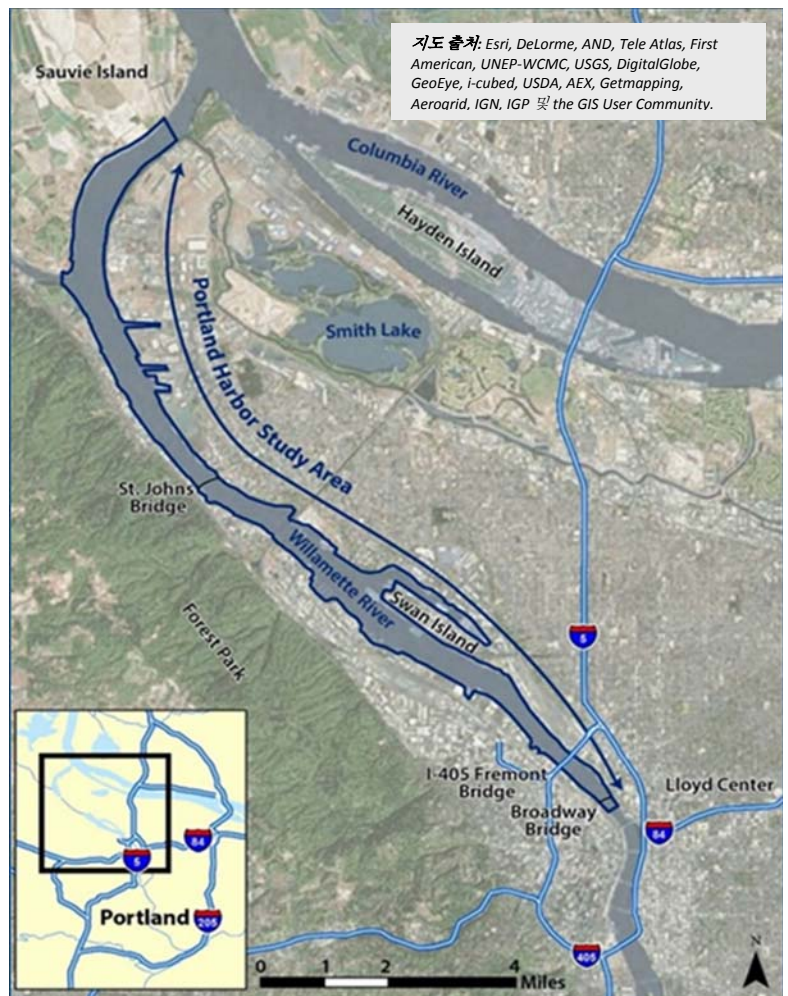 지도 출처: Esri, DeLorme, AND, Tele Atlas, First
American, UNEP-WCMC, USGS, DigitalGlobe,
GeoEye, i-cubed, USDA, AEX, Getmapping,
Aerogrid, IGN, IGP 및 the GIS User Community.
Sauvie Island
Columbia River
Hayden Island
Smith Lake
Portland Harbor Study Area
St. Johns
Bridge
Willamette River
Swan Island
Forest Park
5
I-405 Fremont
Bridge
Broadway
Bridge
Lloyd Center
84
405
84
5
Portland
205
0 2 4
Miles
N